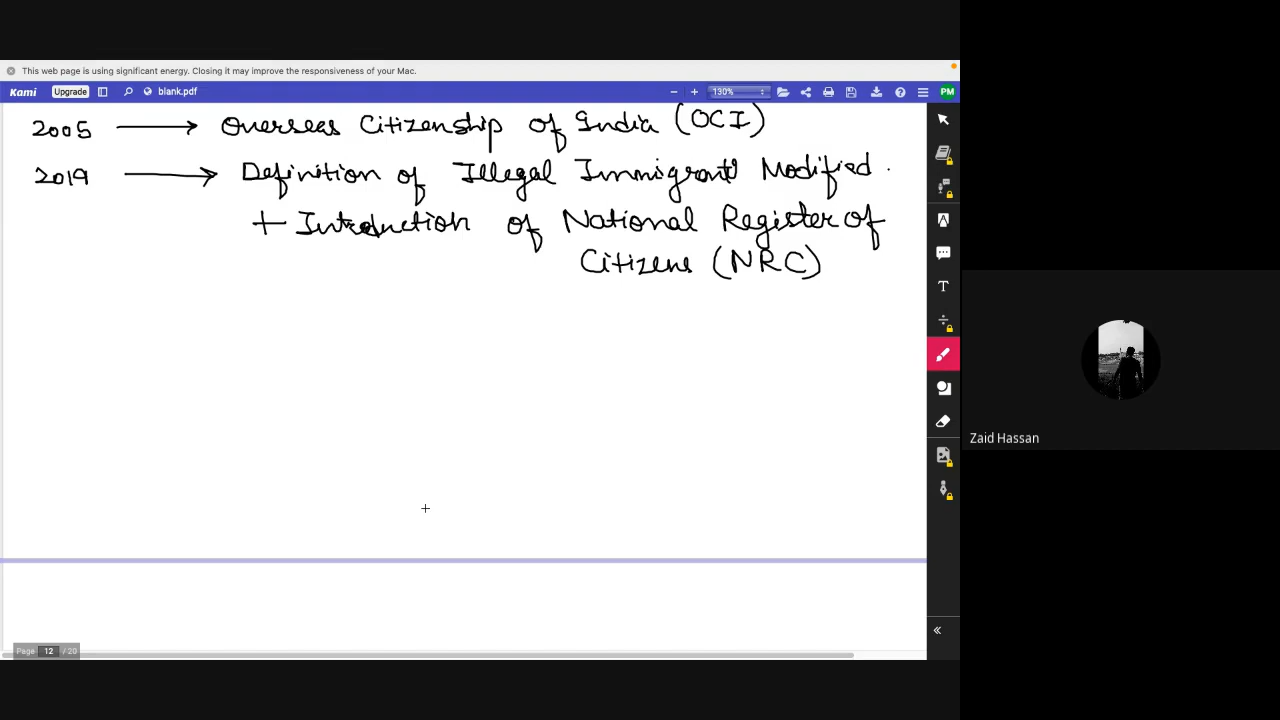 This web page is using significant energy. Closing it may improve the responsiveness of your Mac.
Kami Upgrade blank.pdf 130% PM
2005 → Overseas Citizenship of India (OCI)
2019 → Definition of Illegal Immigrant Modified.
+ Introduction of National Register of
Citizens (NRC)
Zaid Hassan
Page 12 / 20